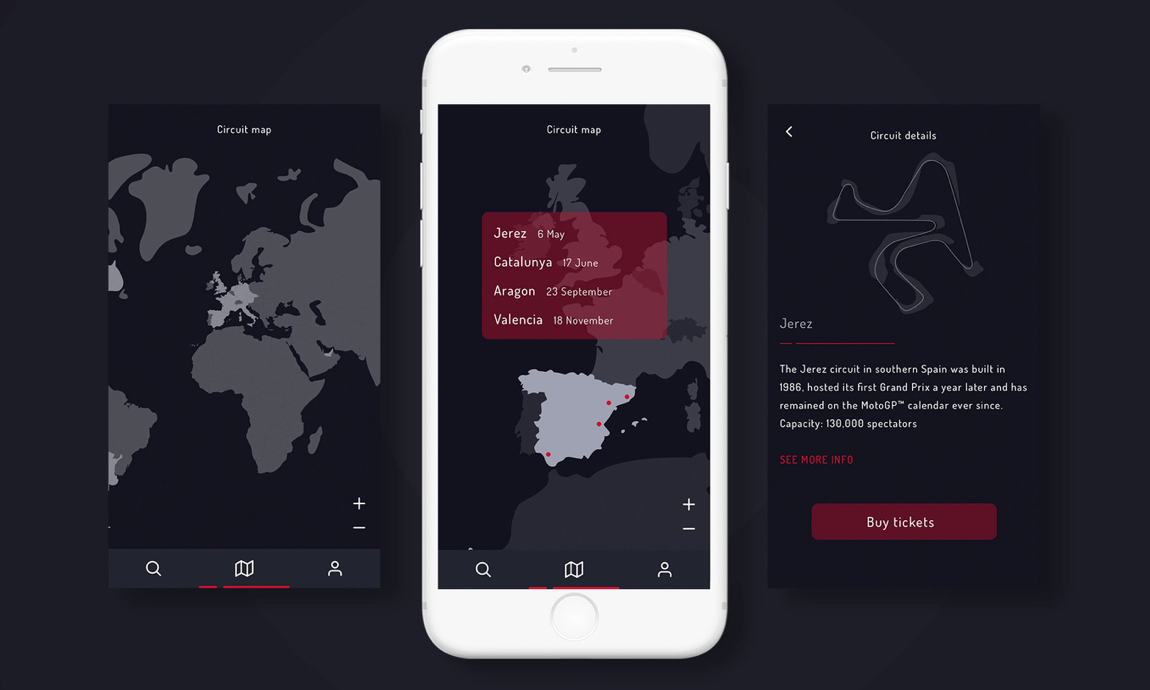 Circuit map
Circuit map
Jerez 6 May
Catalunya 17 June
Aragon 23 September
Valencia 18 November
Circuit details
Jerez
The Jerez circuit in southern Spain was built in
1986, hosted its first Grand Prix a year later and has
remained on the MotoGP™ calendar ever since.
Capacity: 130,000 spectators
SEE MORE INFO
Buy tickets